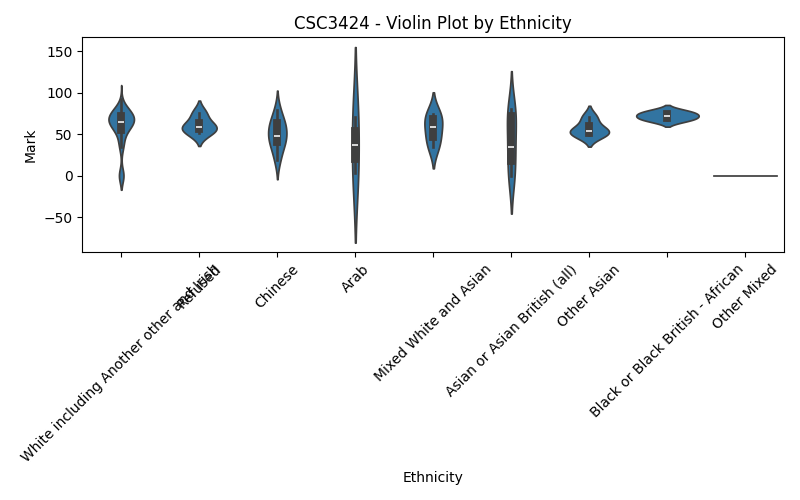 CSC3424 - Violin Plot by Ethnicity
Mark
150
100
50
0
−50
White including Another other and Irish
Refused
Chinese
Arab
Mixed White and Asian
Asian or Asian British (all)
Other Asian
Black or Black British - African
Other Mixed
Ethnicity